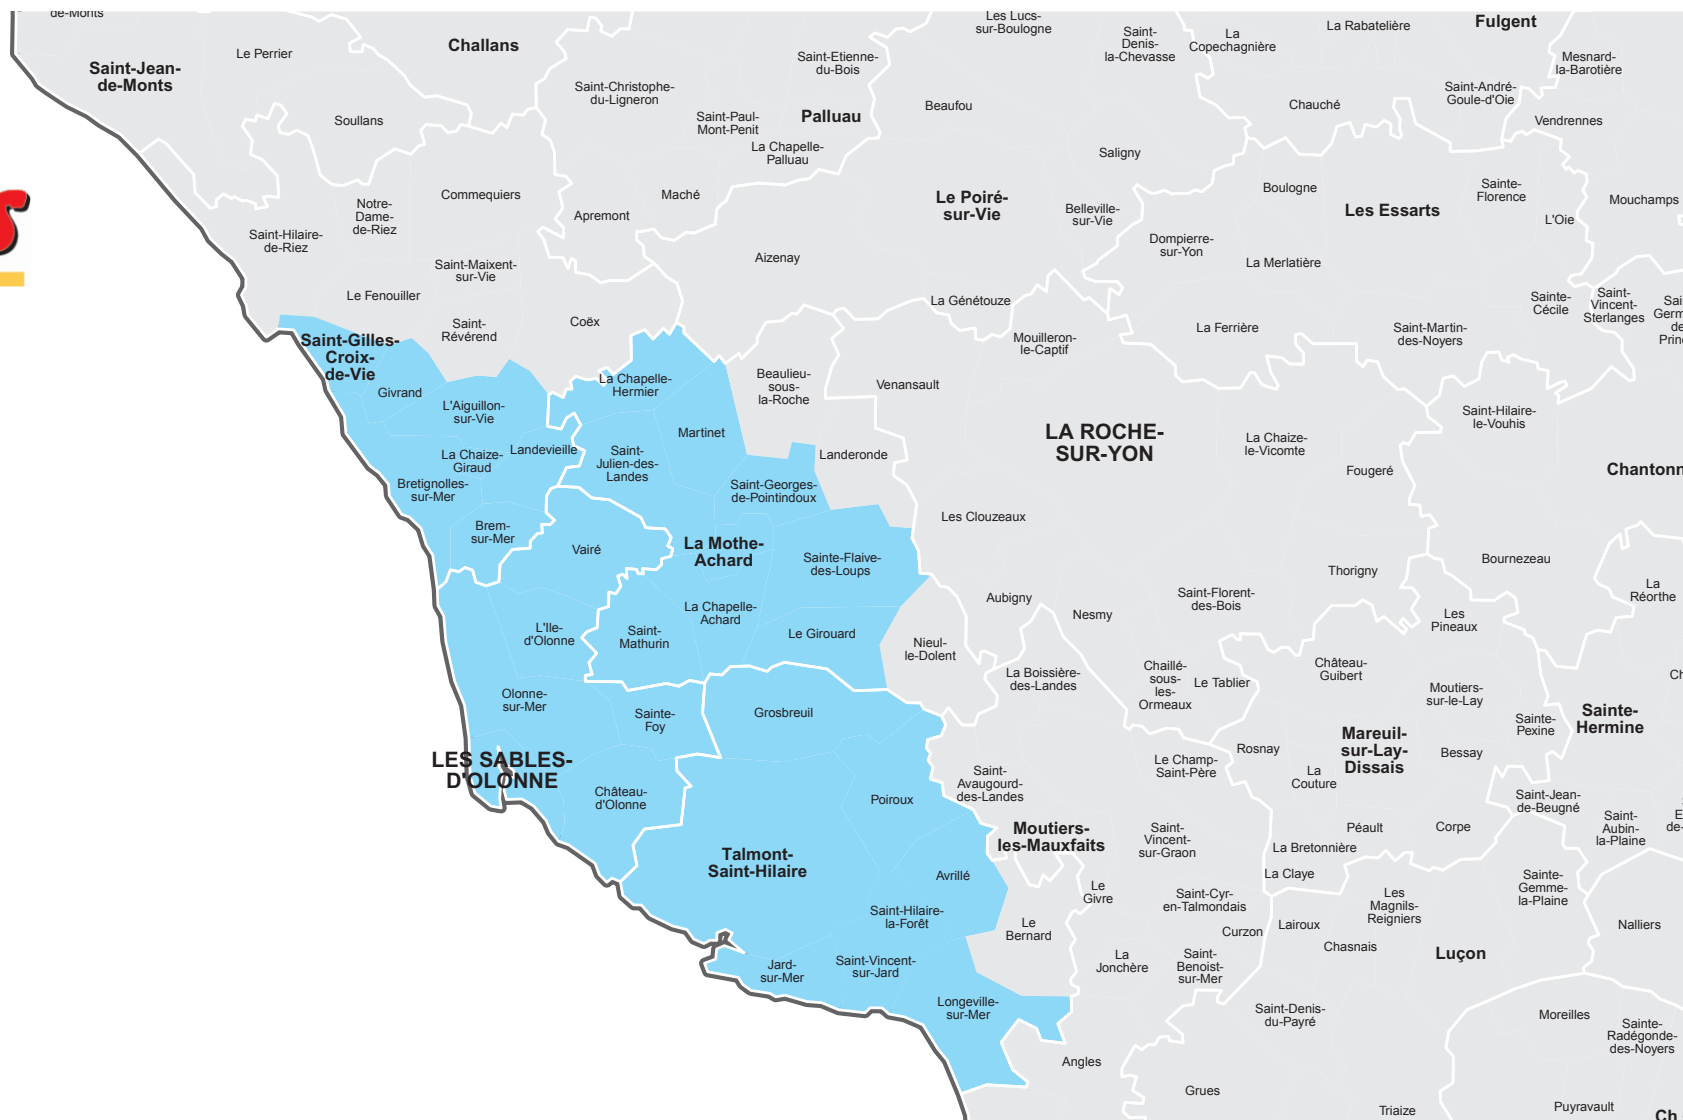 de-Monts
Saint-Jean-
de-Monts
Le Perrier
Challans
Soullans
Saint-Christophe-
du-Ligneron
Saint-Etienne-
du-Bois
Saint-Paul-
Mont-Penit
Palluau
La Chapelle-
Palluau
Les Lucs-
sur-Boulogne
Beaufou
Saint-
Denis-
la-Chevasse
La
Copechagnière
La Rabatelière
Fulgent
Mesnard-
la-Barotière
Saint-André-
Goule-d'Oie
Chauché
Vendrennes
Saligny
Commequiers
Maché
Apremont
Notre-
Dame-
de-Riez
Saint-Hilaire-
de-Riez
Saint-Maixent-
sur-Vie
Le Fenouiller
Saint-
Révérend
Coëx
Aizenay
Le Poiré-
sur-Vie
Belleville-
sur-Vie
Boulogne
Les Essarts
Sainte-
Florence
L'Oie
Mouchamps
Dompierre-
sur-Yon
La Merlatière
La Génétouze
Mouilleron-
le-Captif
La Ferrière
Saint-Martin-
des-Noyers
Sainte-
Cécile
Saint-
Vincent-
Sterlanges
Saint-Gilles-
Croix-
de-Vie
Givrand
L'Aiguillon-
sur-Vie
La Chaize-
Giraud
Landevieille
Bretignolles-
sur-Mer
Brem-
sur-Mer
La Chapelle-
Hermier
Martinet
Saint-
Julien-des-
Landes
Beaulieu-
sous-
la-Roche
Venansault
Landeronde
Saint-Georges-
de-Pointindoux
LA ROCHE-
SUR-YON
La Chaize-
le-Vicomte
Fougeré
Saint-Hilaire-
le-Vouhis
Chantonn
Les Clouzeaux
Vairé
La Mothe-
Achard
Sainte-Flaive-
des-Loups
La Chapelle-
Achard
Saint-
Mathurin
Le Girouard
L'Ile-
d'Olonne
Olonne-
sur-Mer
Sainte-
Foy
LES SABLES-
D'OLONNE
Château-
d'Olonne
Grosbreuil
Aubigny
Nesmy
Nieul-
le-Dolent
La Boissière-
des-Landes
Saint-Florent-
des-Bois
Thorigny
Bournezeau
La
Réorthe
Les
Pineaux
Château-
Guibert
Chaillé-
sous-
les-
Ormeaux
Le Tablier
Moutiers-
sur-le-Lay
Sainte-
Pexine
Sainte-
Hermine
Rosnay
Mareuil-
sur-Lay-
Dissais
Bessay
La
Couture
Le Champ-
Saint-Père
Saint-
Avaugourd-
des-Landes
Poiroux
Talmont-
Saint-Hilaire
Avrillé
Saint-Hilaire-
la-Forêt
Jard-
sur-Mer
Saint-Vincent-
sur-Jard
Longeville-
sur-Mer
Moutiers-
les-Mauxfaits
Saint-
Vincent-
sur-Graon
Le
Givre
Le
Bernard
Saint-Cyr-
en-Talmondais
Curzon
La
Jonchère
Saint-
Benoist-
sur-Mer
Péault
Corpe
La Bretonnière
La Claye
Saint-Jean-
de-Beugné
Saint-
Aubin-
la-Plaine
Sainte-
Gemme-
la-Plaine
Les
Magnils-
Reigniers
Lairoux
Chasnais
Luçon
Nalliers
Saint-Denis-
du-Payré
Moreilles
Sainte-
Radégonde-
des-Noyers
Angles
Grues
Triaize
Puyravault